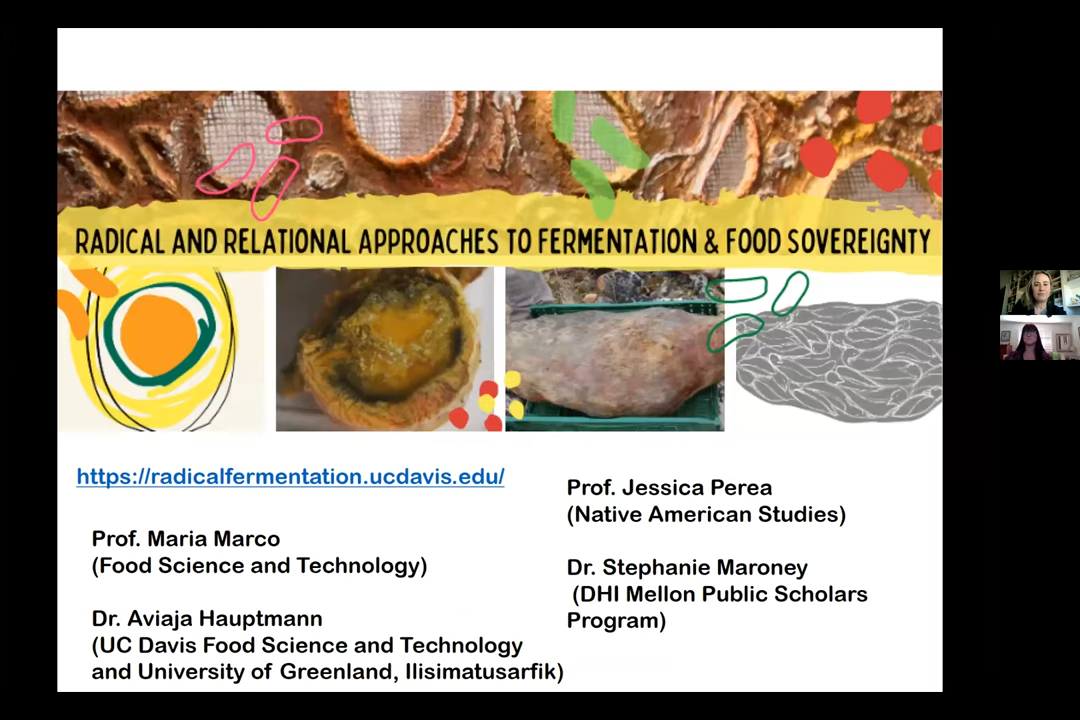 RADICAL AND RELATIONAL APPROACHES TO FERMENTATION & FOOD SOVEREIGNTY
https://radicalfermentation.ucdavis.edu/
Prof. Maria Marco
(Food Science and Technology)
Dr. Aviaja Hauptmann
(UC Davis Food Science and Technology
and University of Greenland, Ilisimatusarfik)
Prof. Jessica Perea
(Native American Studies)
Dr. Stephanie Maroney
(DHI Mellon Public Scholars
Program)